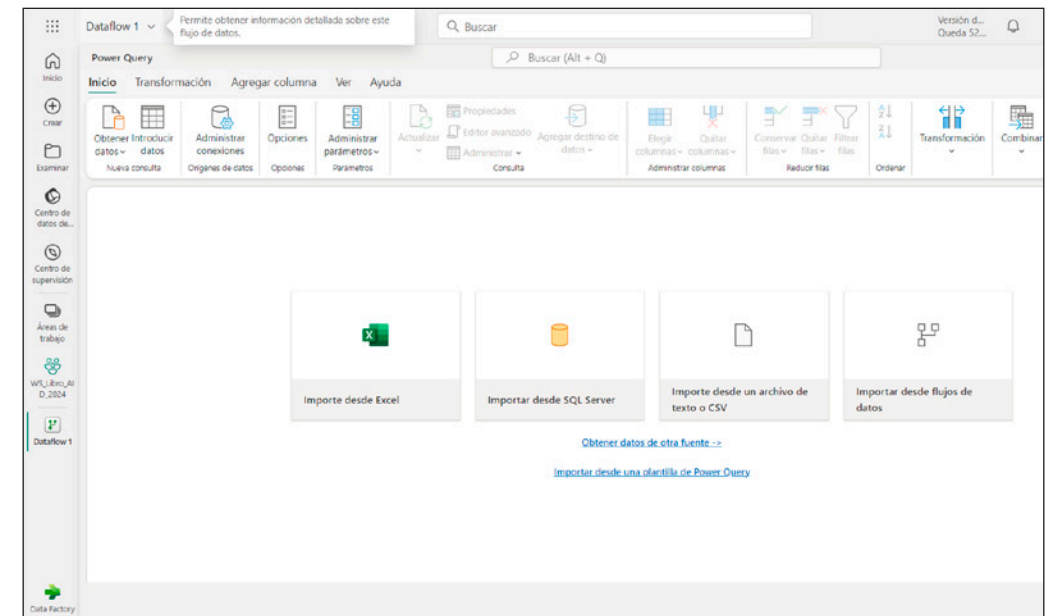 Dataflow 1
Permite obtener información detallada sobre este
flujo de datos.
Buscar
Versión d...
Queda 52...
Power Query
Buscar (Alt + Q)
Inicio Transformación Agregar columna Ver Ayuda
Obtener
datos
Introducir
datos
Nueva consulta
Administrar
conexiones
Orígenes de datos
Opciones
Opciones
Administrar
parámetros
Parámetros
Actualizar
Propiedades
Editor avanzado
Administrar
Agregar destino de
datos
Consulta
Elegir
columnas
Quitar
columnas
Administrar columnas
Conservar
filas
Quitar
filas
Filtrar
filas
Reducir filas
Ordenar
Transformación
Combinar
Inicio
Crear
Examinar
Centro de
datos de...
Centro de
supervisión
Áreas de
trabajo
WS_Libro_AI
D_2024
Dataflow 1
Data Factory
Importe desde Excel
Importar desde SQL Server
Importe desde un archivo de
texto o CSV
Importar desde flujos de
datos
Obtener datos de otra fuente ->
Importar desde una plantilla de Power Query